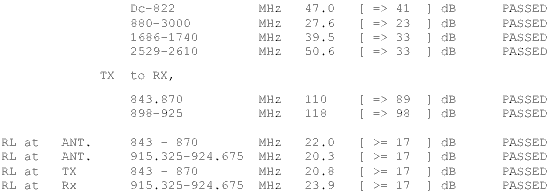 Dc-822 MHz 47.0 [ => 41 ] dB PASSED
880-3000 MHz 27.6 [ => 23 ] dB PASSED
1686-1740 MHz 39.5 [ => 33 ] dB PASSED
2529-2610 MHz 50.6 [ => 33 ] dB PASSED
TX to RX,
843.870 MHz 110 [ => 89 ] dB PASSED
898-925 MHz 118 [ => 98 ] dB PASSED
RL at ANT. 843 - 870 MHz 22.0 [ >= 17 ] dB PASSED
RL at ANT. 915.325-924.675 MHz 20.3 [ >= 17 ] dB PASSED
RL at TX 843 - 870 MHz 20.8 [ >= 17 ] dB PASSED
RL at Rx 915.325-924.675 MHz 23.9 [ >= 17 ] dB PASSED